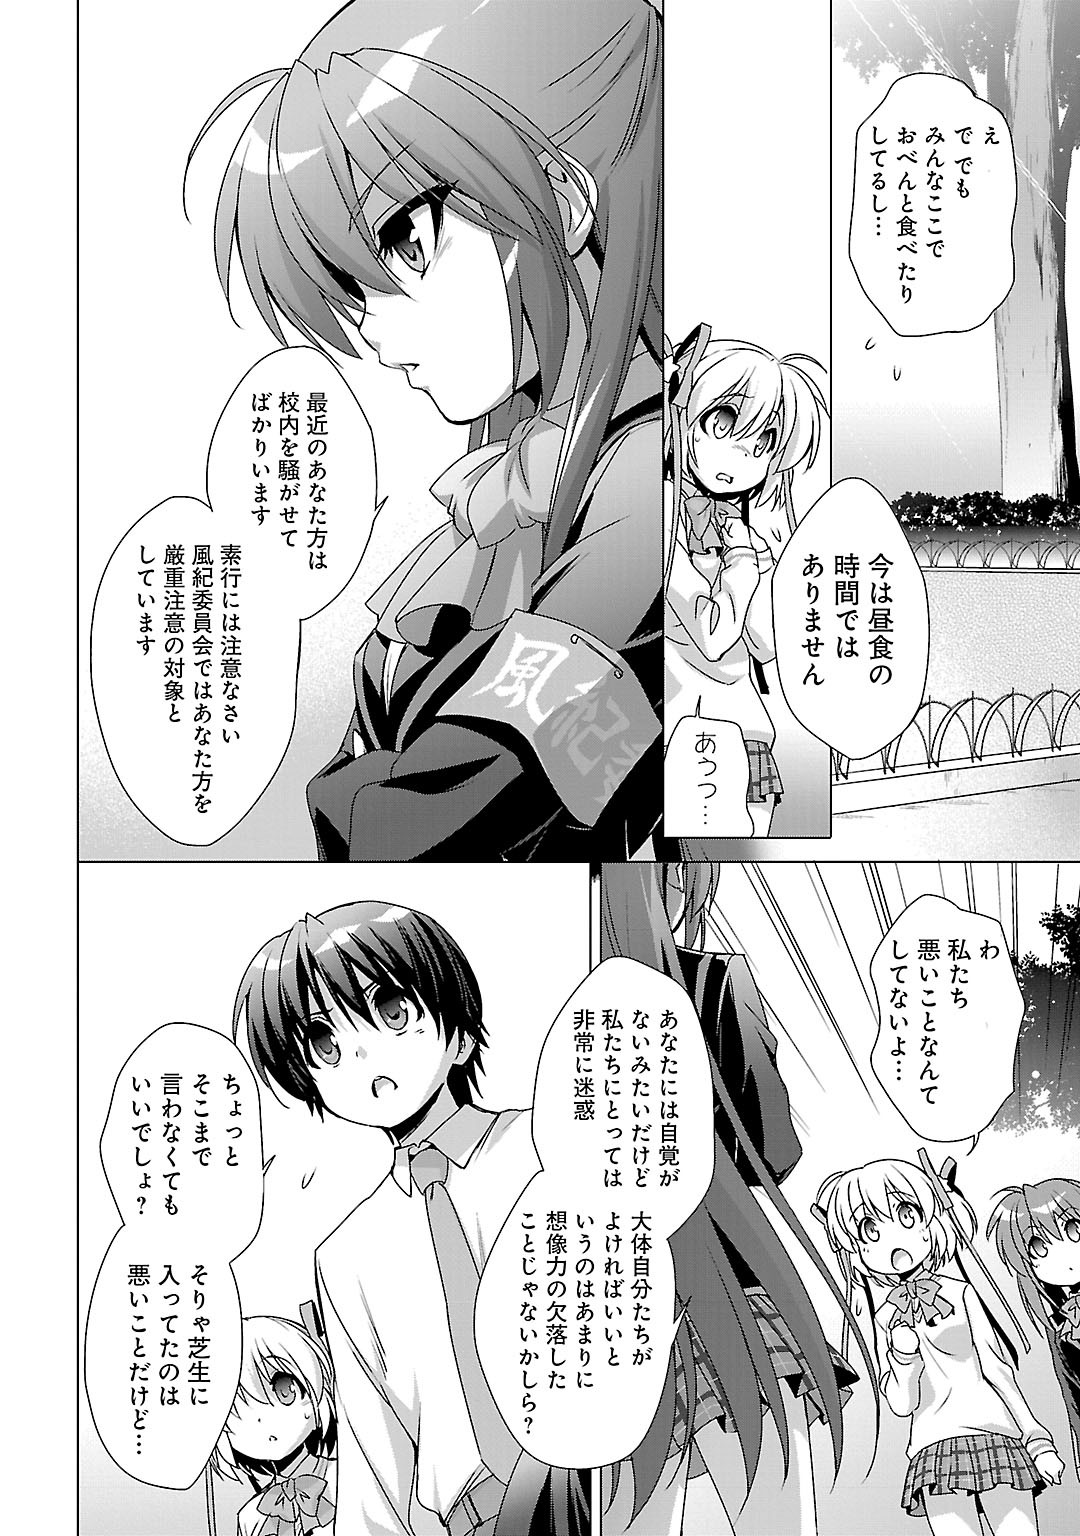 え
で でも
みんなここで
おべんと食べたり
してるし…
今は昼食の
時間では
ありません
あうっ…
最近のあなた方は
校内を騒がせて
ばかりいます
素行には注意なさい
風紀委員会ではあなた方を
厳重注意の対象と
しています
風紀
わ
私たち
悪いことなんて
してないよ…
あなたには自覚が
ないみたいだけど
私たちにとっては
非常に迷惑
大体自分たちが
よければいいと
いうのはあまりに
想像力の欠落した
ことじゃないかしら?
ちょっと
そこまで
言わなくても
いいでしょ?
そりゃ芝生に
入ってたのは
悪いことだけど…